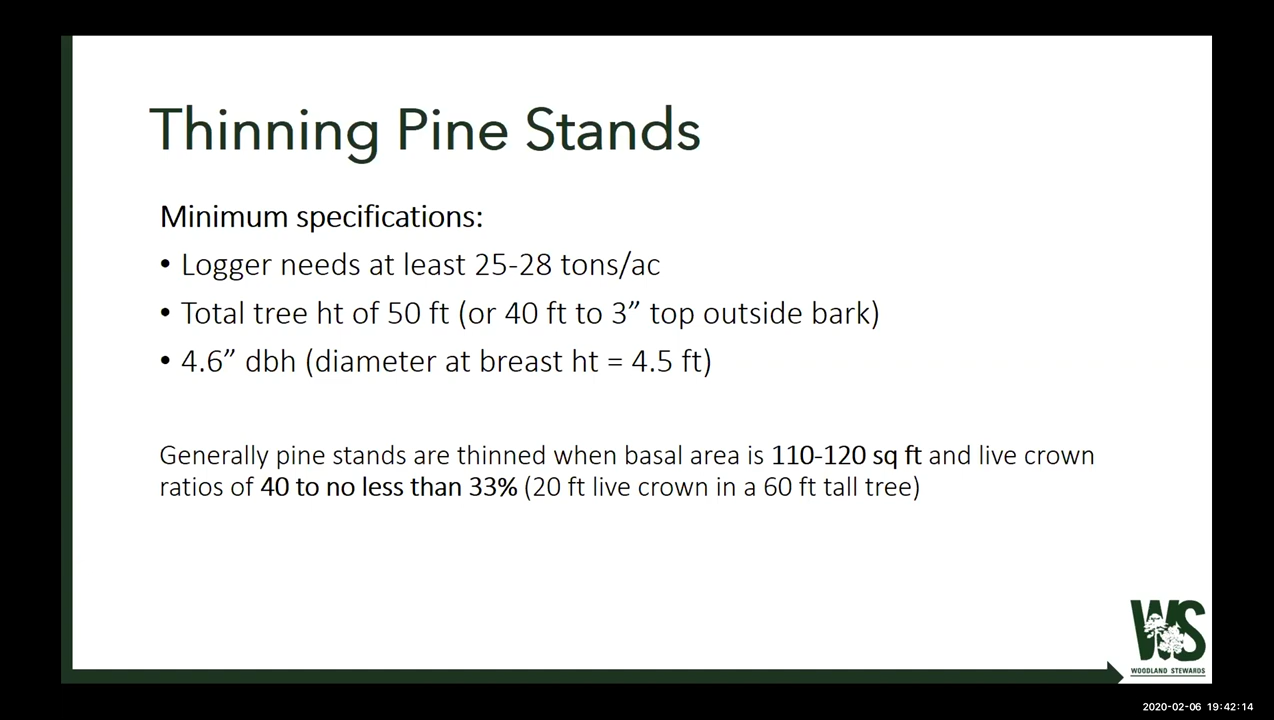 Thinning Pine Stands
Minimum specifications:
• Logger needs at least 25-28 tons/ac
• Total tree ht of 50 ft (or 40 ft to 3” top outside bark)
• 4.6” dbh (diameter at breast ht = 4.5 ft)
Generally pine stands are thinned when basal area is 110-120 sq ft and live crown
ratios of 40 to no less than 33% (20 ft live crown in a 60 ft tall tree)
WS
WOODLAND STEWARDS
2020-02-06 19:42:14